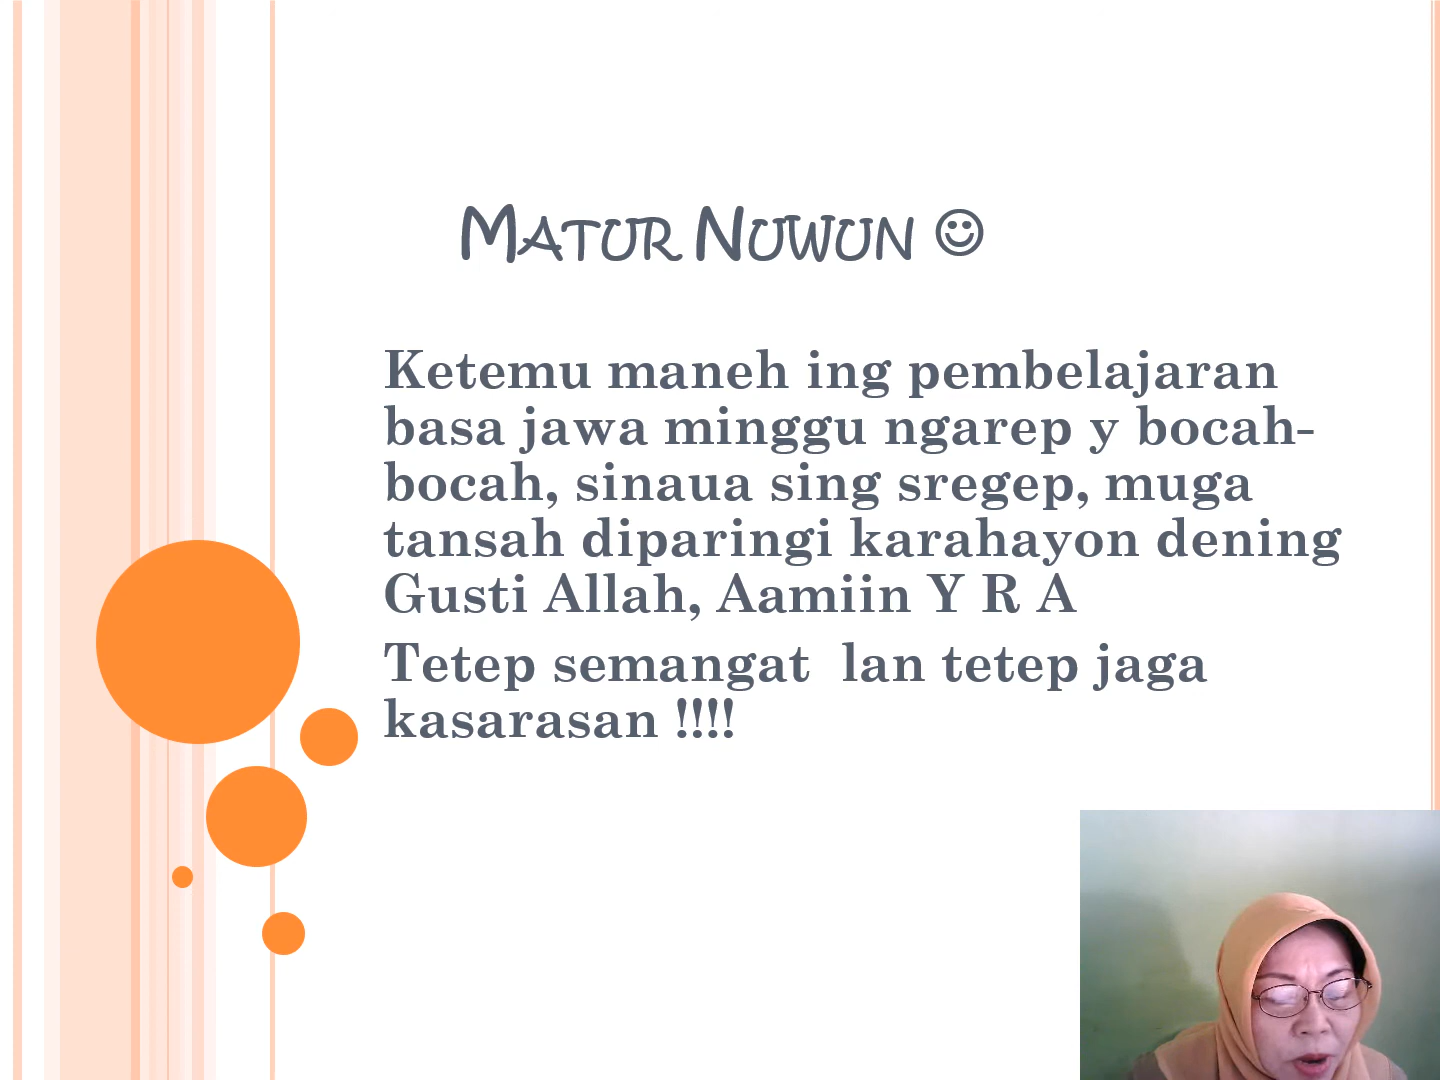 Matur Nuwun ☺
Ketemu maneh ing pembelajaran
basa jawa minggu ngarep y bocah-
bocah, sinaua sing sregep, muga
tansah diparingi karahayon dening
Gusti Allah, Aamiin Y R A
Tetep semangat  lan tetep jaga
kasarasan !!!!